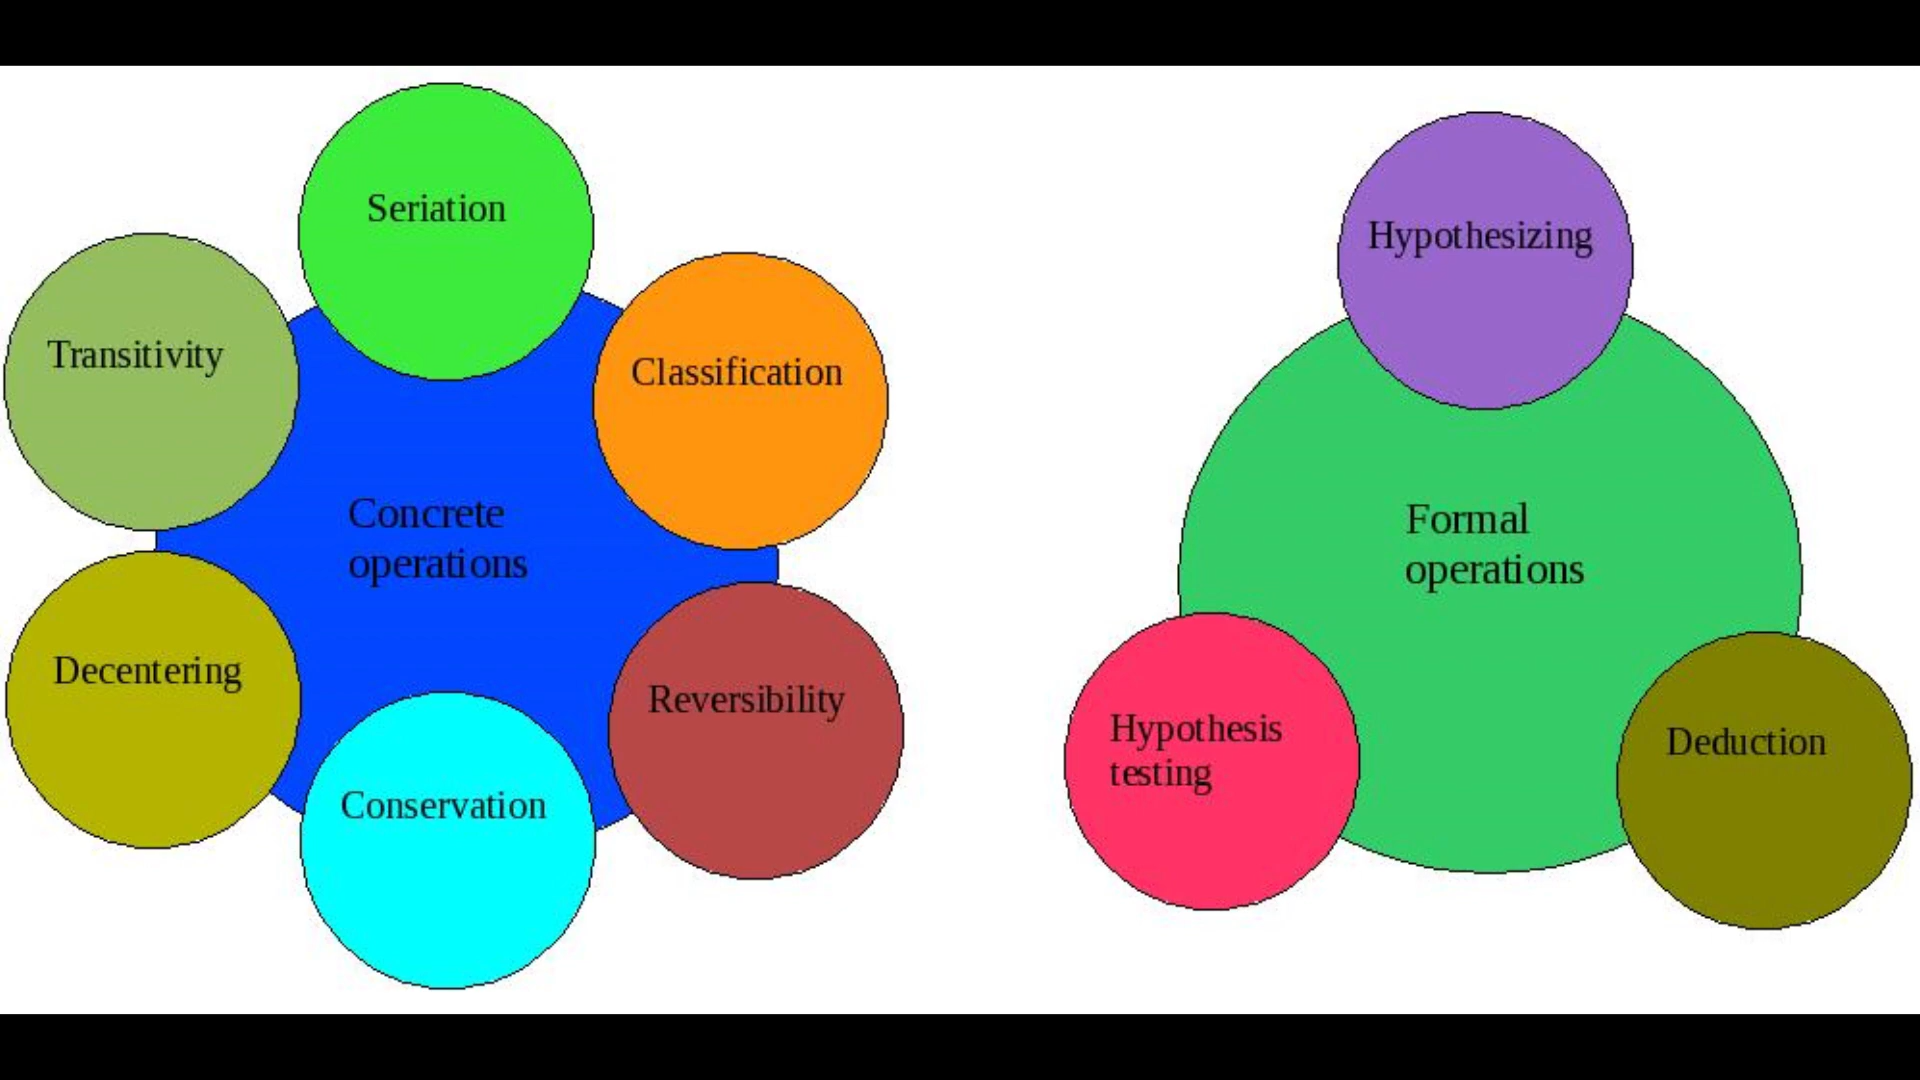 Seriation
Transitivity
Classification
Concrete
operations
Decentering
Reversibility
Conservation
Hypothesizing
Formal
operations
Hypothesis
testing
Deduction